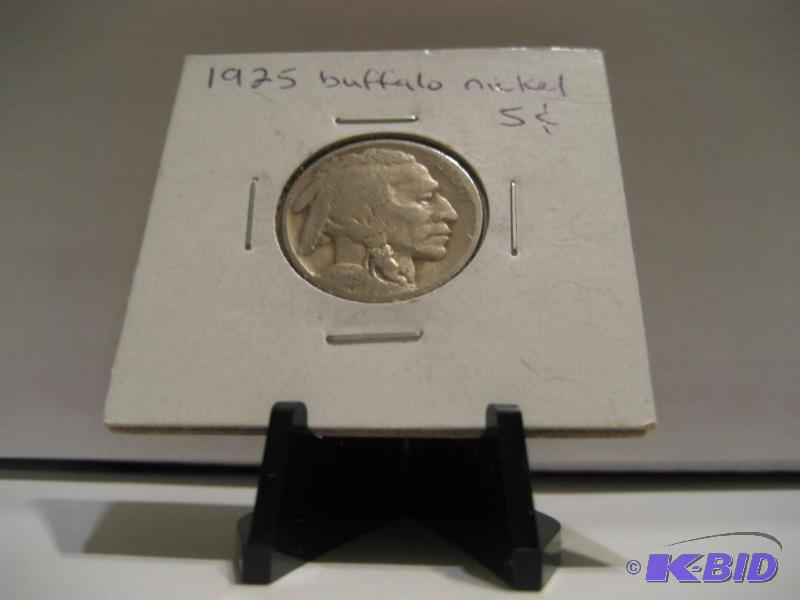 1925 buffalo nickel
5¢
© K-BID